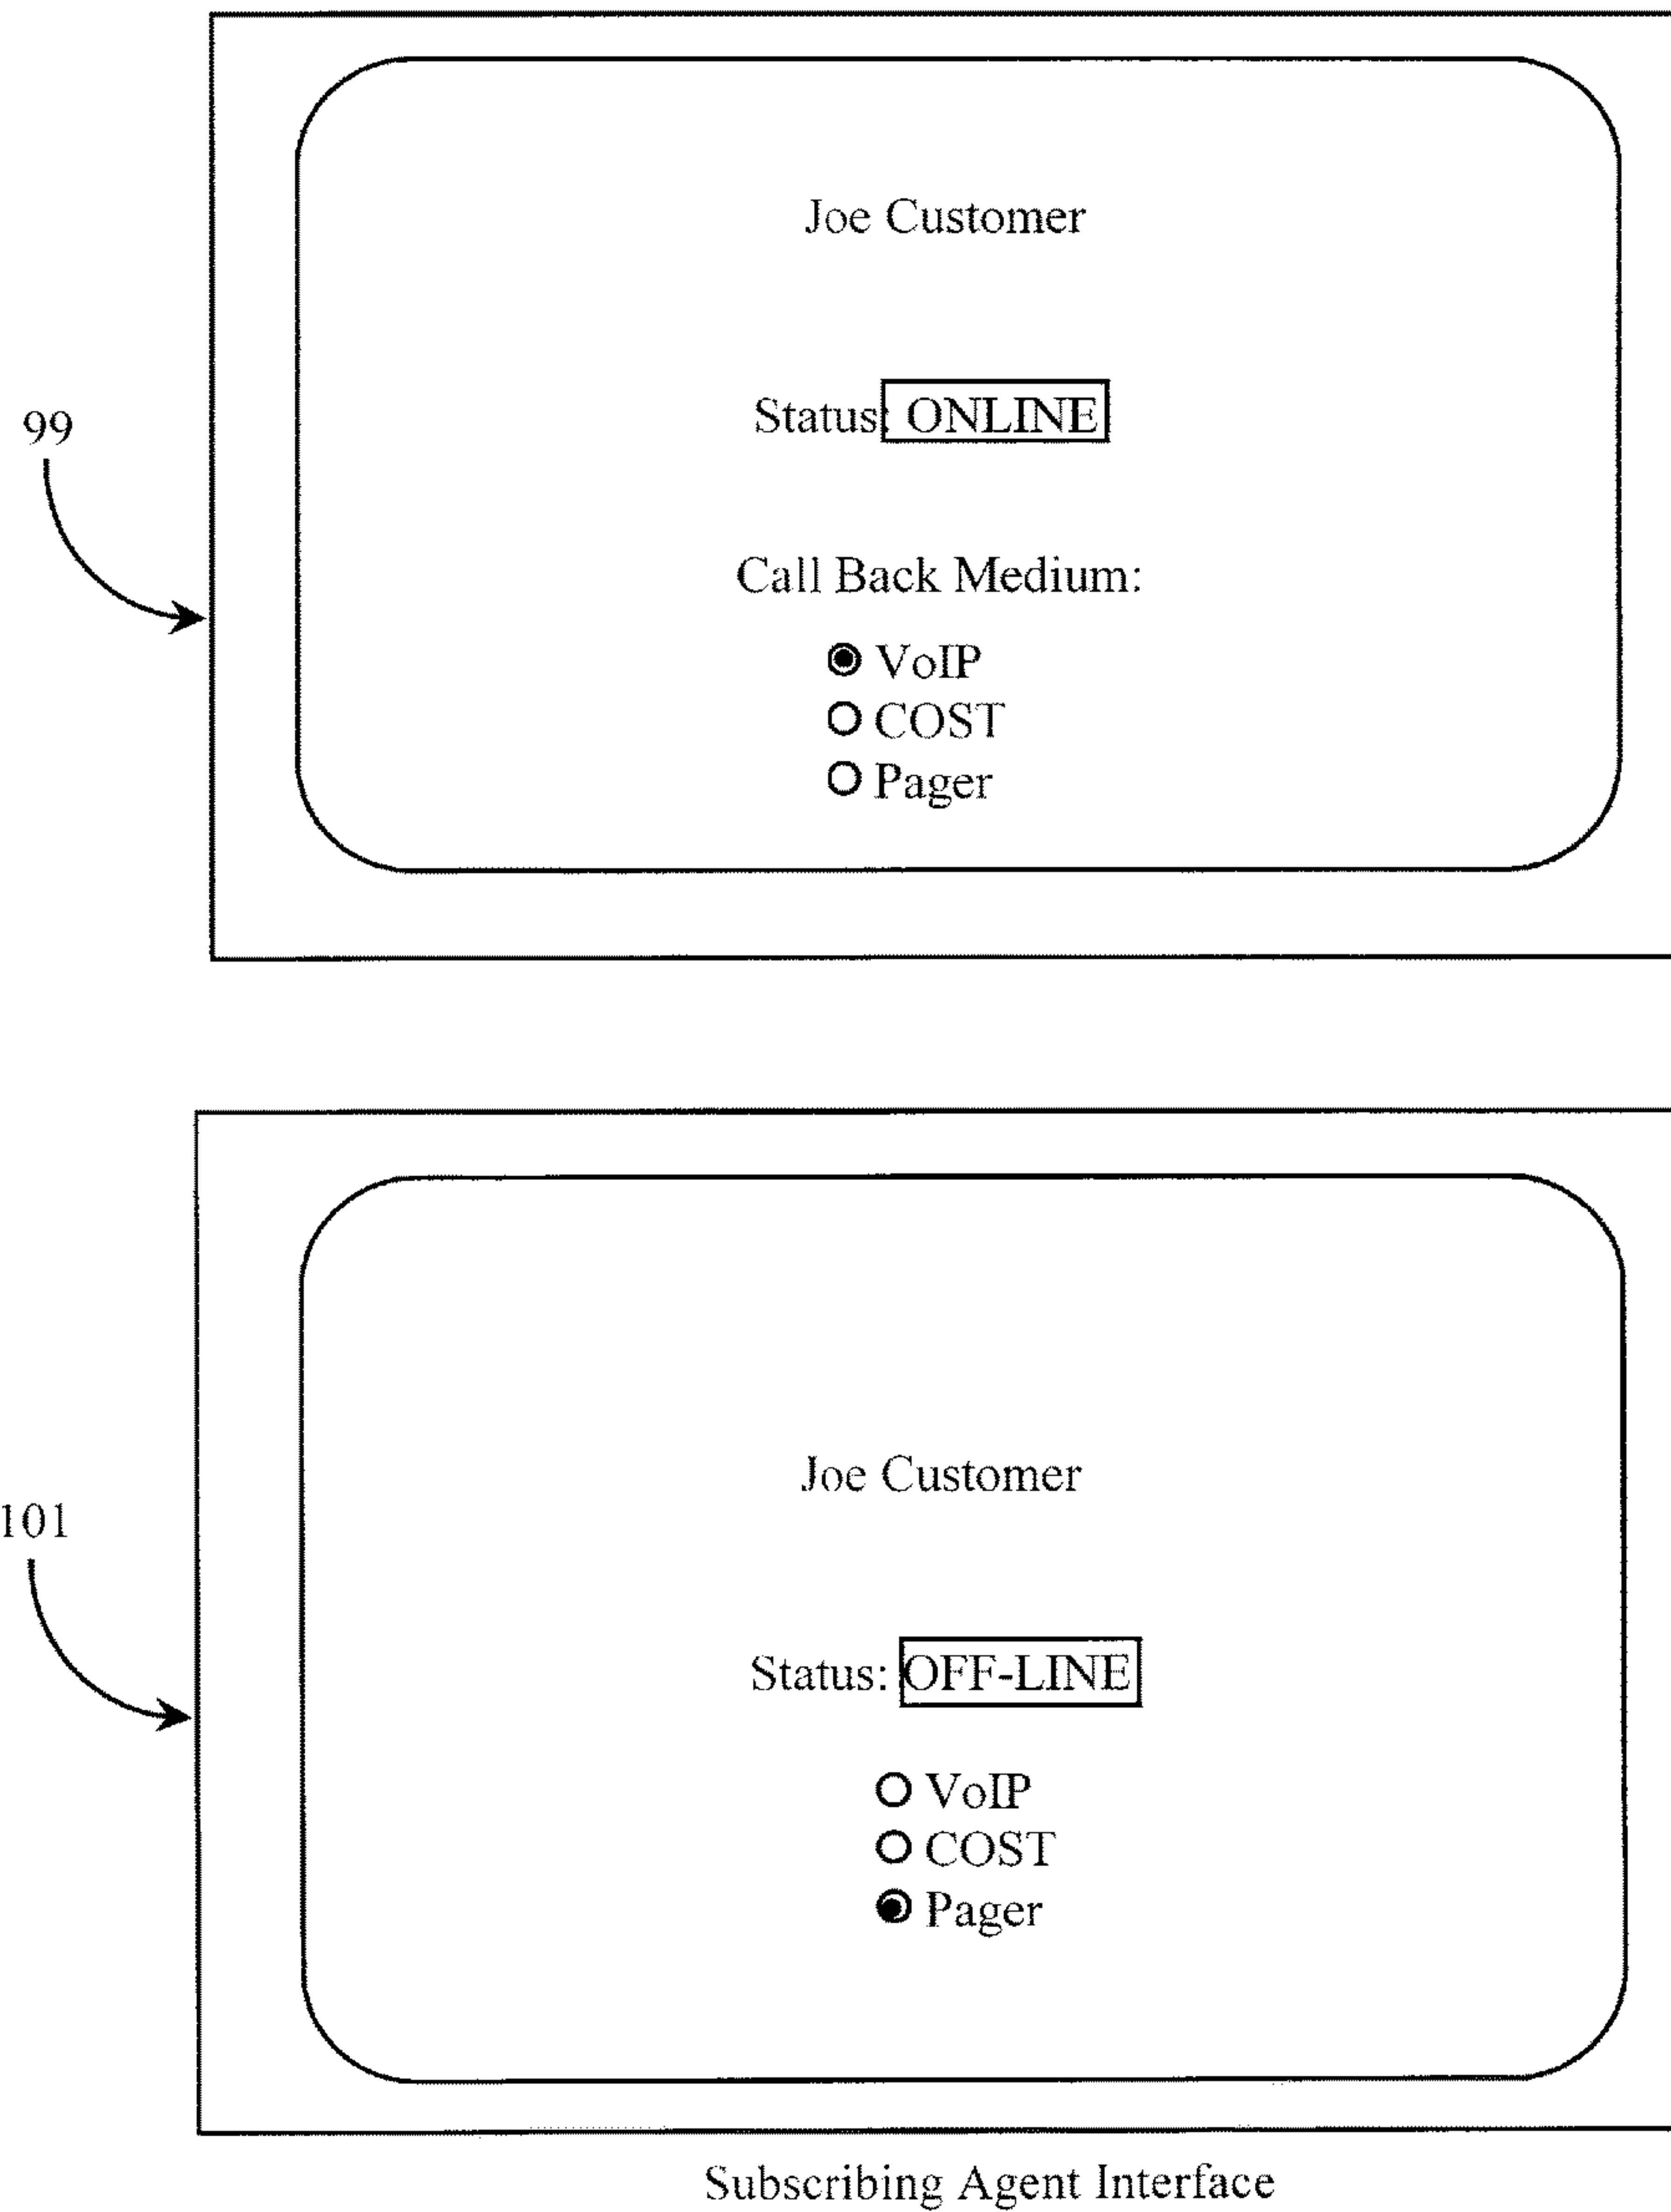 Joe Customer
Status: ONLINE
99
Call Back Medium:
VoIP
COST
Pager
Joe Customer
101
Status: OFF-LINE
VoIP
COST
Pager
Subscribing Agent Interface